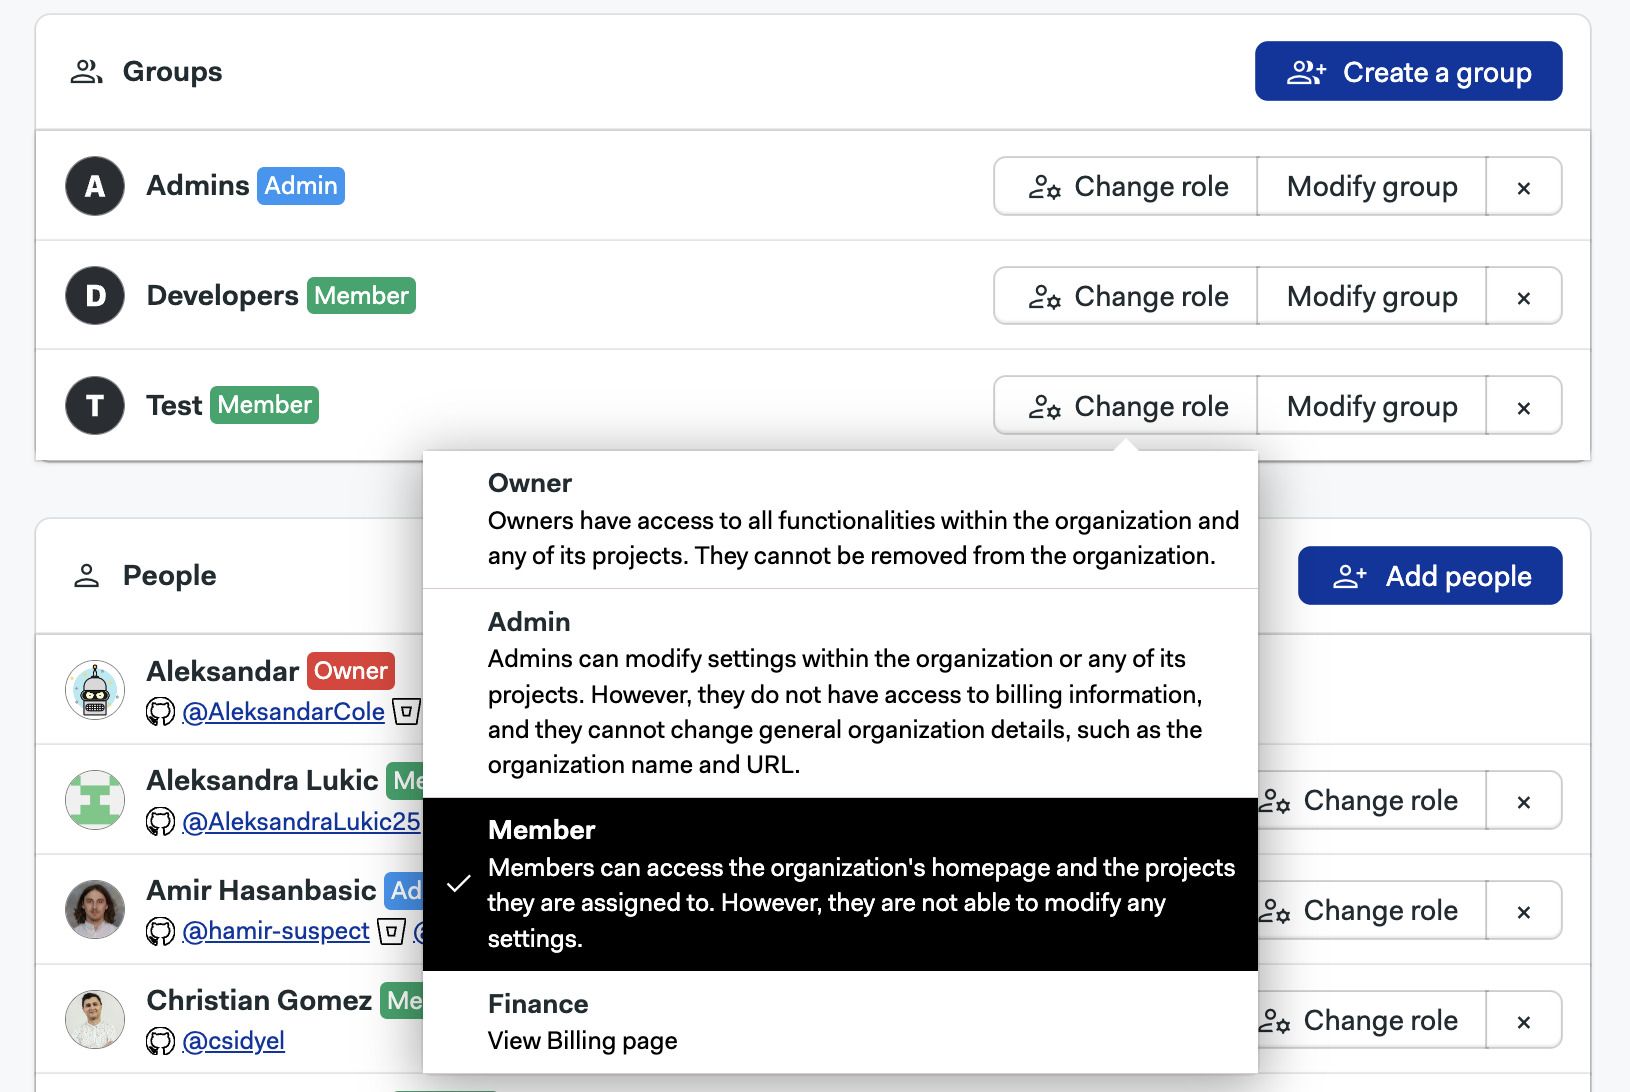 Groups
Create a group
A Admins Admin
Change role Modify group ×
D Developers Member
Change role Modify group ×
T Test Member
Change role Modify group ×
Owner
Owners have access to all functionalities within the organization and
any of its projects. They cannot be removed from the organization.
Admin
Admins can modify settings within the organization or any of its
projects. However, they do not have access to billing information,
and they cannot change general organization details, such as the
organization name and URL.
Member
Members can access the organization's homepage and the projects
they are assigned to. However, they are not able to modify any
settings.
Finance
View Billing page
People
Add people
Aleksandar Owner
@AleksandarCole
Aleksandra Lukic Me
@AleksandraLukic25
Change role ×
Amir Hasanbasic Ad
@hamir-suspect @
Change role ×
Christian Gomez Me
@csidyel
Change role ×